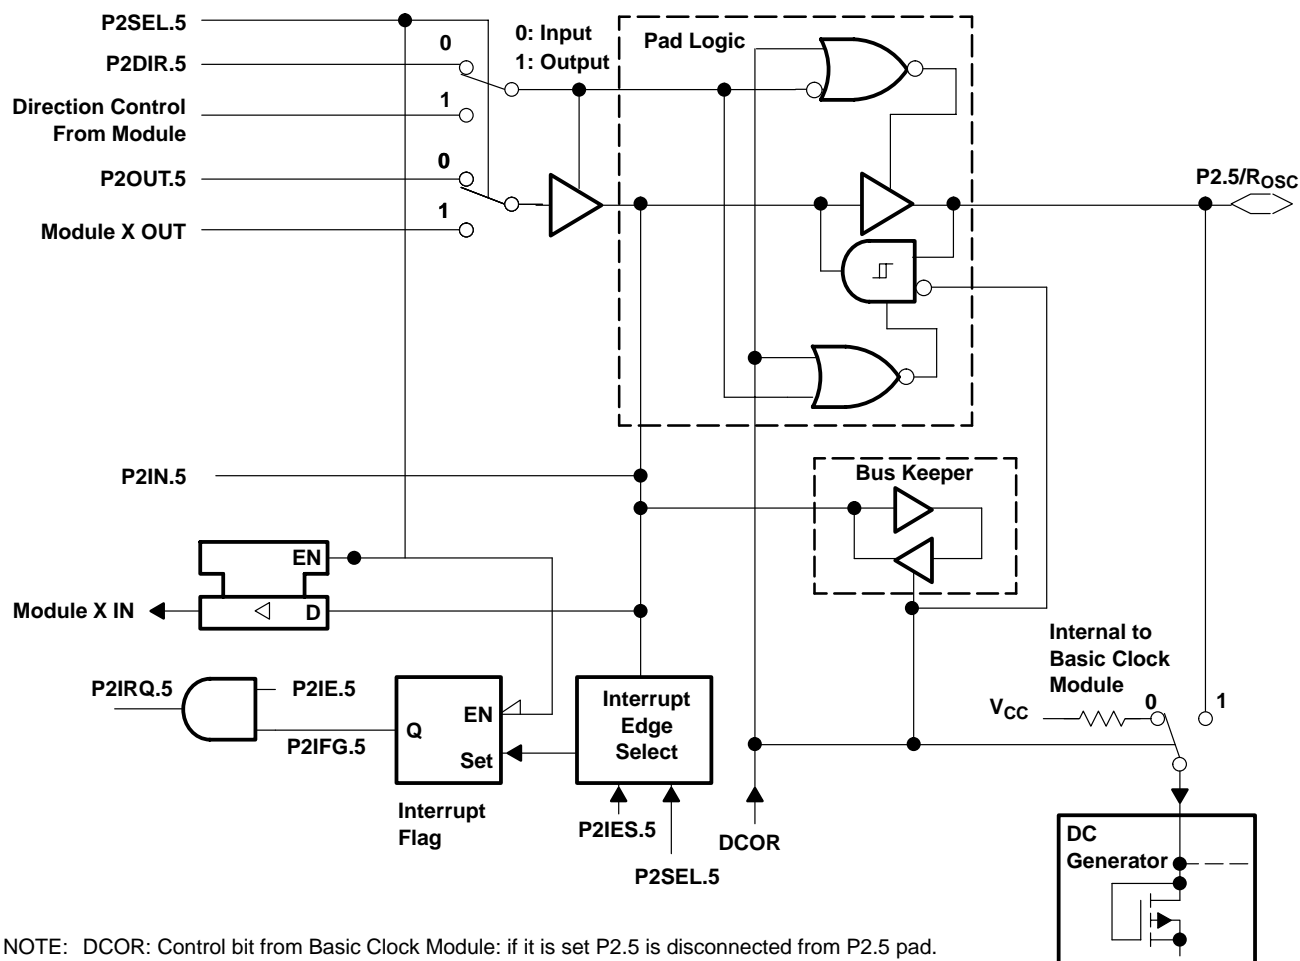 P2SEL.5
0
0: Input
1: Output
Pad Logic
P2DIR.5
1
Direction Control
From Module
0
P2OUT.5
P2.5/ROSC
1
Module X OUT
P2IN.5
Bus Keeper
EN
Module X IN
D
Internal to
Basic Clock
Module
P2IRQ.5
P2IE.5
Interrupt
Edge
Select
EN
0
1
VCC
Q
P2IFG.5
Set
Interrupt
Flag
P2IES.5
DCOR
P2SEL.5
DC
Generator
NOTE: DCOR: Control bit from Basic Clock Module: if it is set P2.5 is disconnected from P2.5 pad.